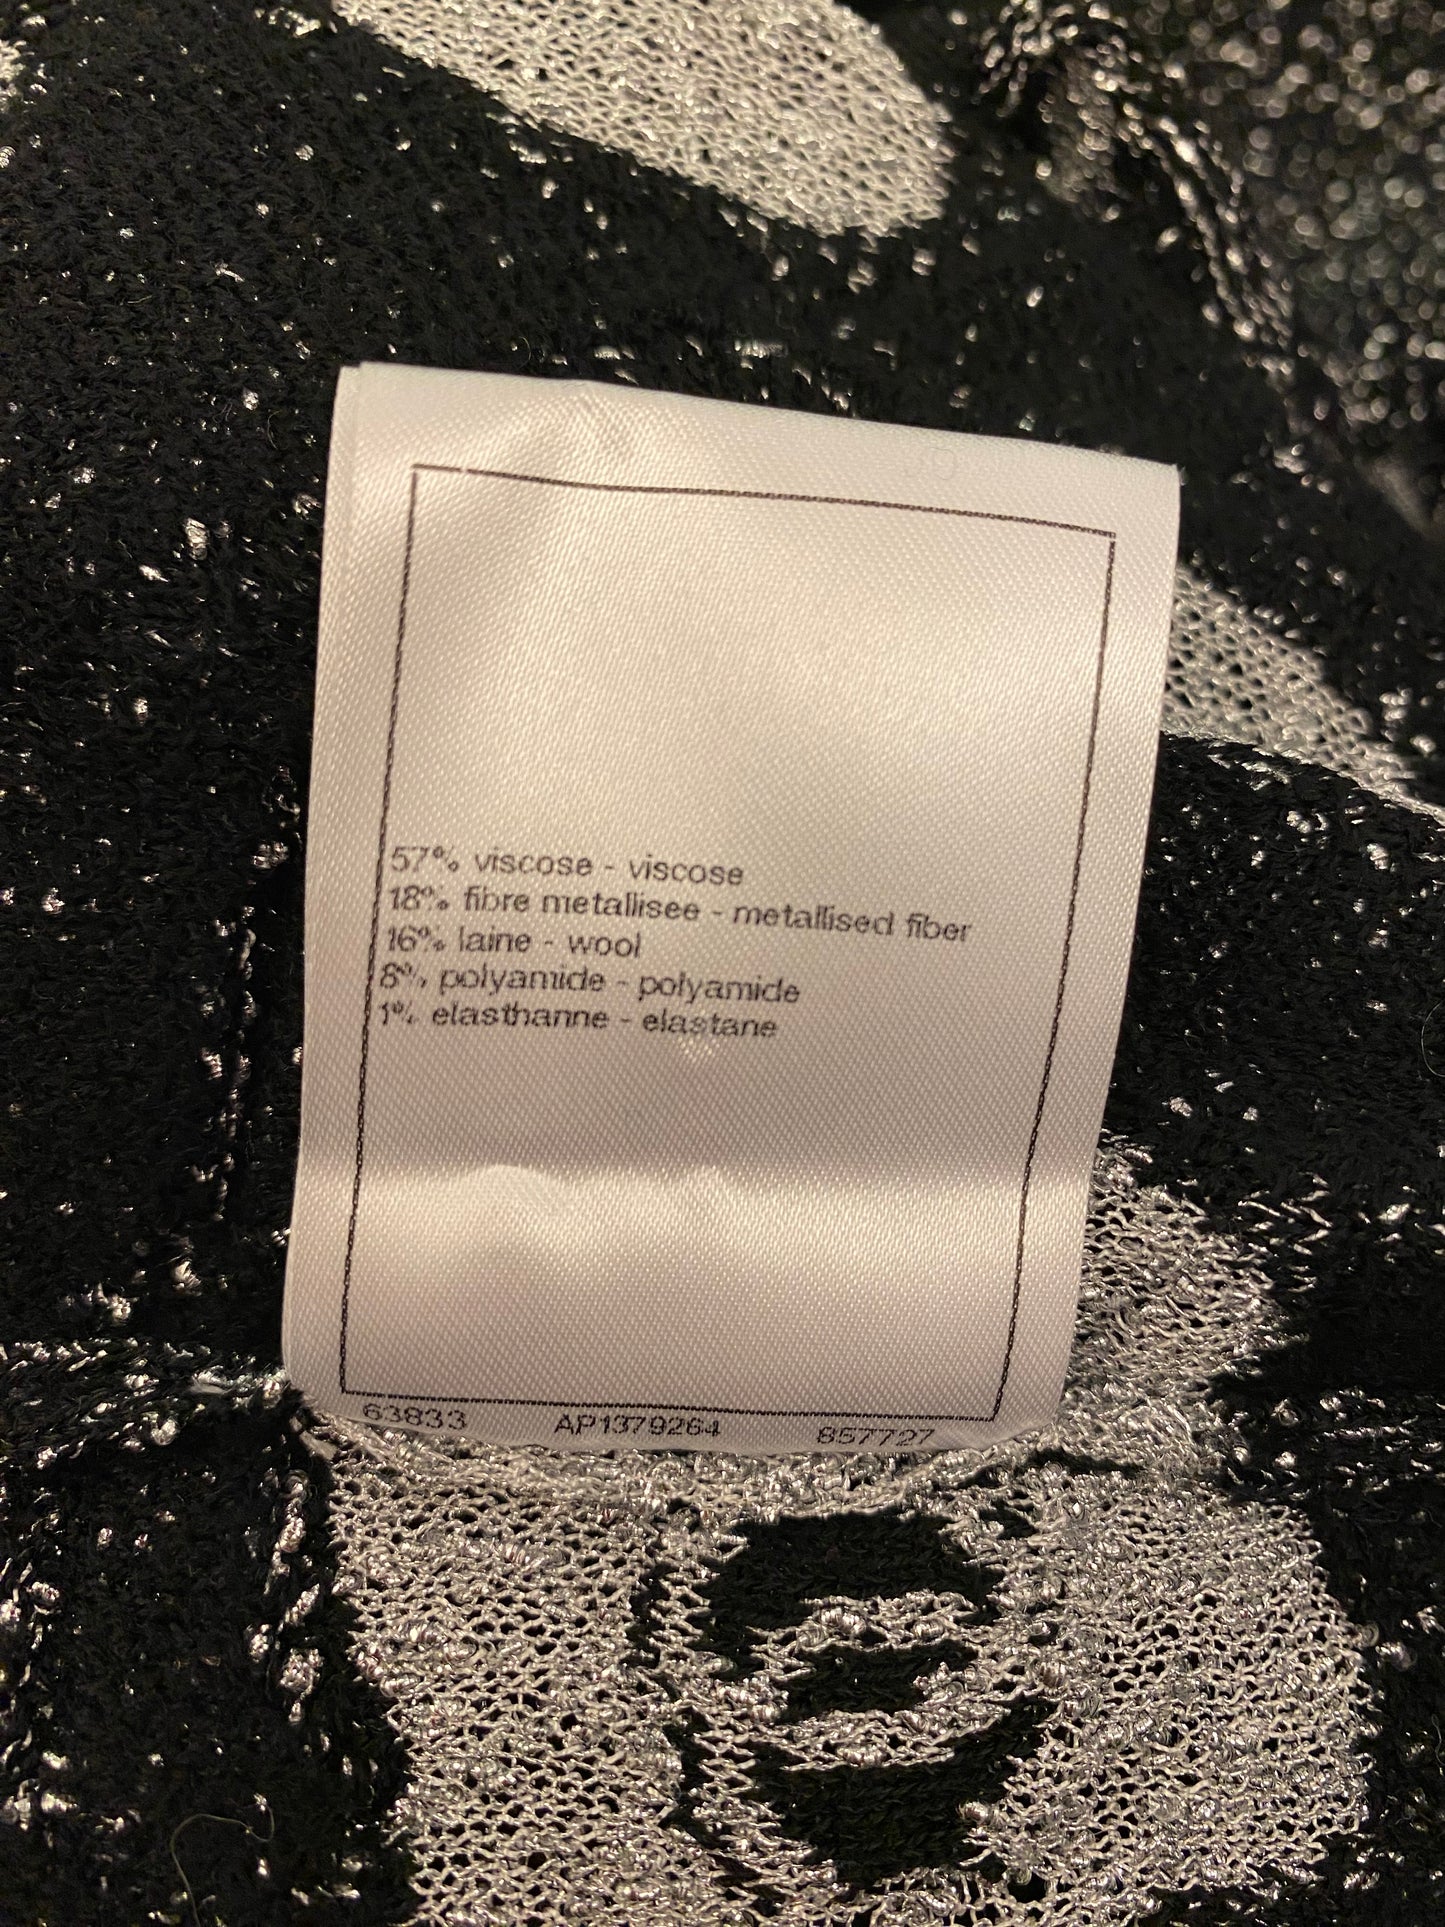 57% viscose - viscose
18% fibre metallisee - metallised fiber
16% laine - wool
8% polyamide - polyamide
1% elasthanne - elastane
63833 AP1379264 857727